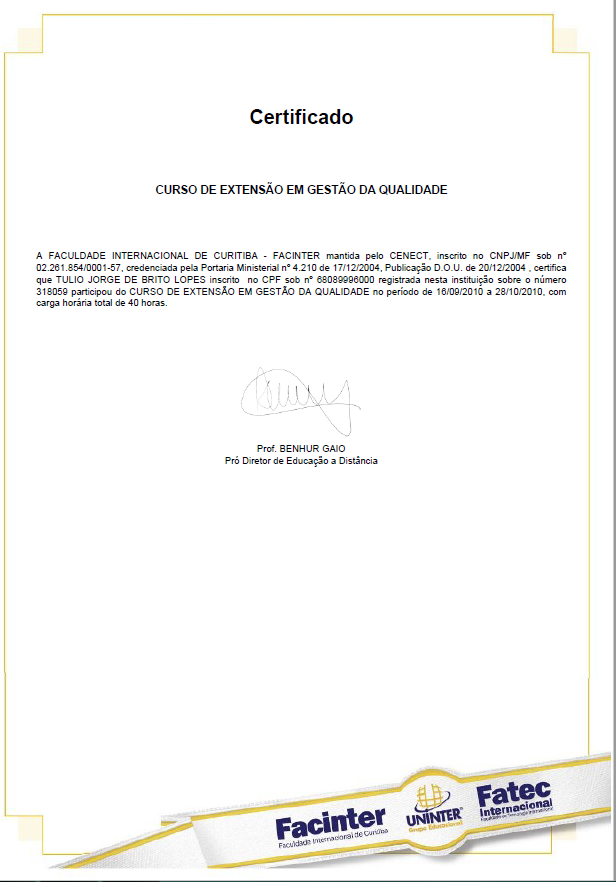 Certificado
CURSO DE EXTENSÃO EM GESTÃO DA QUALIDADE
A FACULDADE INTERNACIONAL DE CURITIBA - FACINTER mantida pelo CENECT, inscrito no CNPJ/MF sob nº
02.261.854/0001-57, credenciada pela Portaria Ministerial nº 4.210 de 17/12/2004, Publicação D.O.U. de 20/12/2004 , certifica
que TULIO JORGE DE BRITO LOPES inscrito no CPF sob nº 68089996000 registrada nesta instituição sobre o número
318059 participou do CURSO DE EXTENSÃO EM GESTÃO DA QUALIDADE no período de 16/09/2010 a 28/10/2010, com
carga horária total de 40 horas.
Prof. BENHUR GAIO
Pró Diretor de Educação a Distância
Facinter
Faculdade Internacional de Curitiba
UNINTER
Grupo Educacional
Fatec
Internacional
Faculdade de Tecnologia Internacional